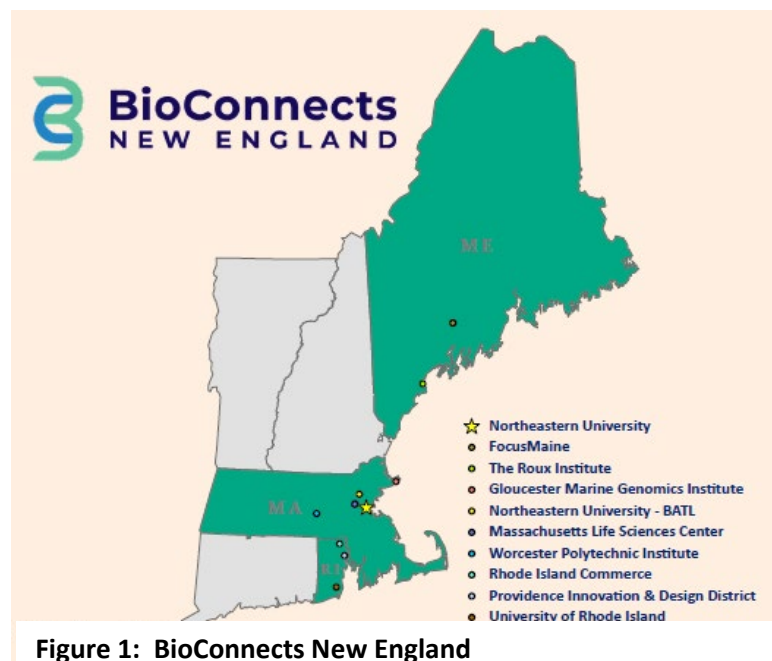 BioConnects
NEW ENGLAND
ME
Northeastern University
FocusMaine
The Roux Institute
Gloucester Marine Genomics Institute
Northeastern University - BATL
MA
Massachusetts Life Sciences Center
Worcester Polytechnic Institute
RI
Rhode Island Commerce
Providence Innovation & Design District
University of Rhode Island
Figure 1: BioConnects New England